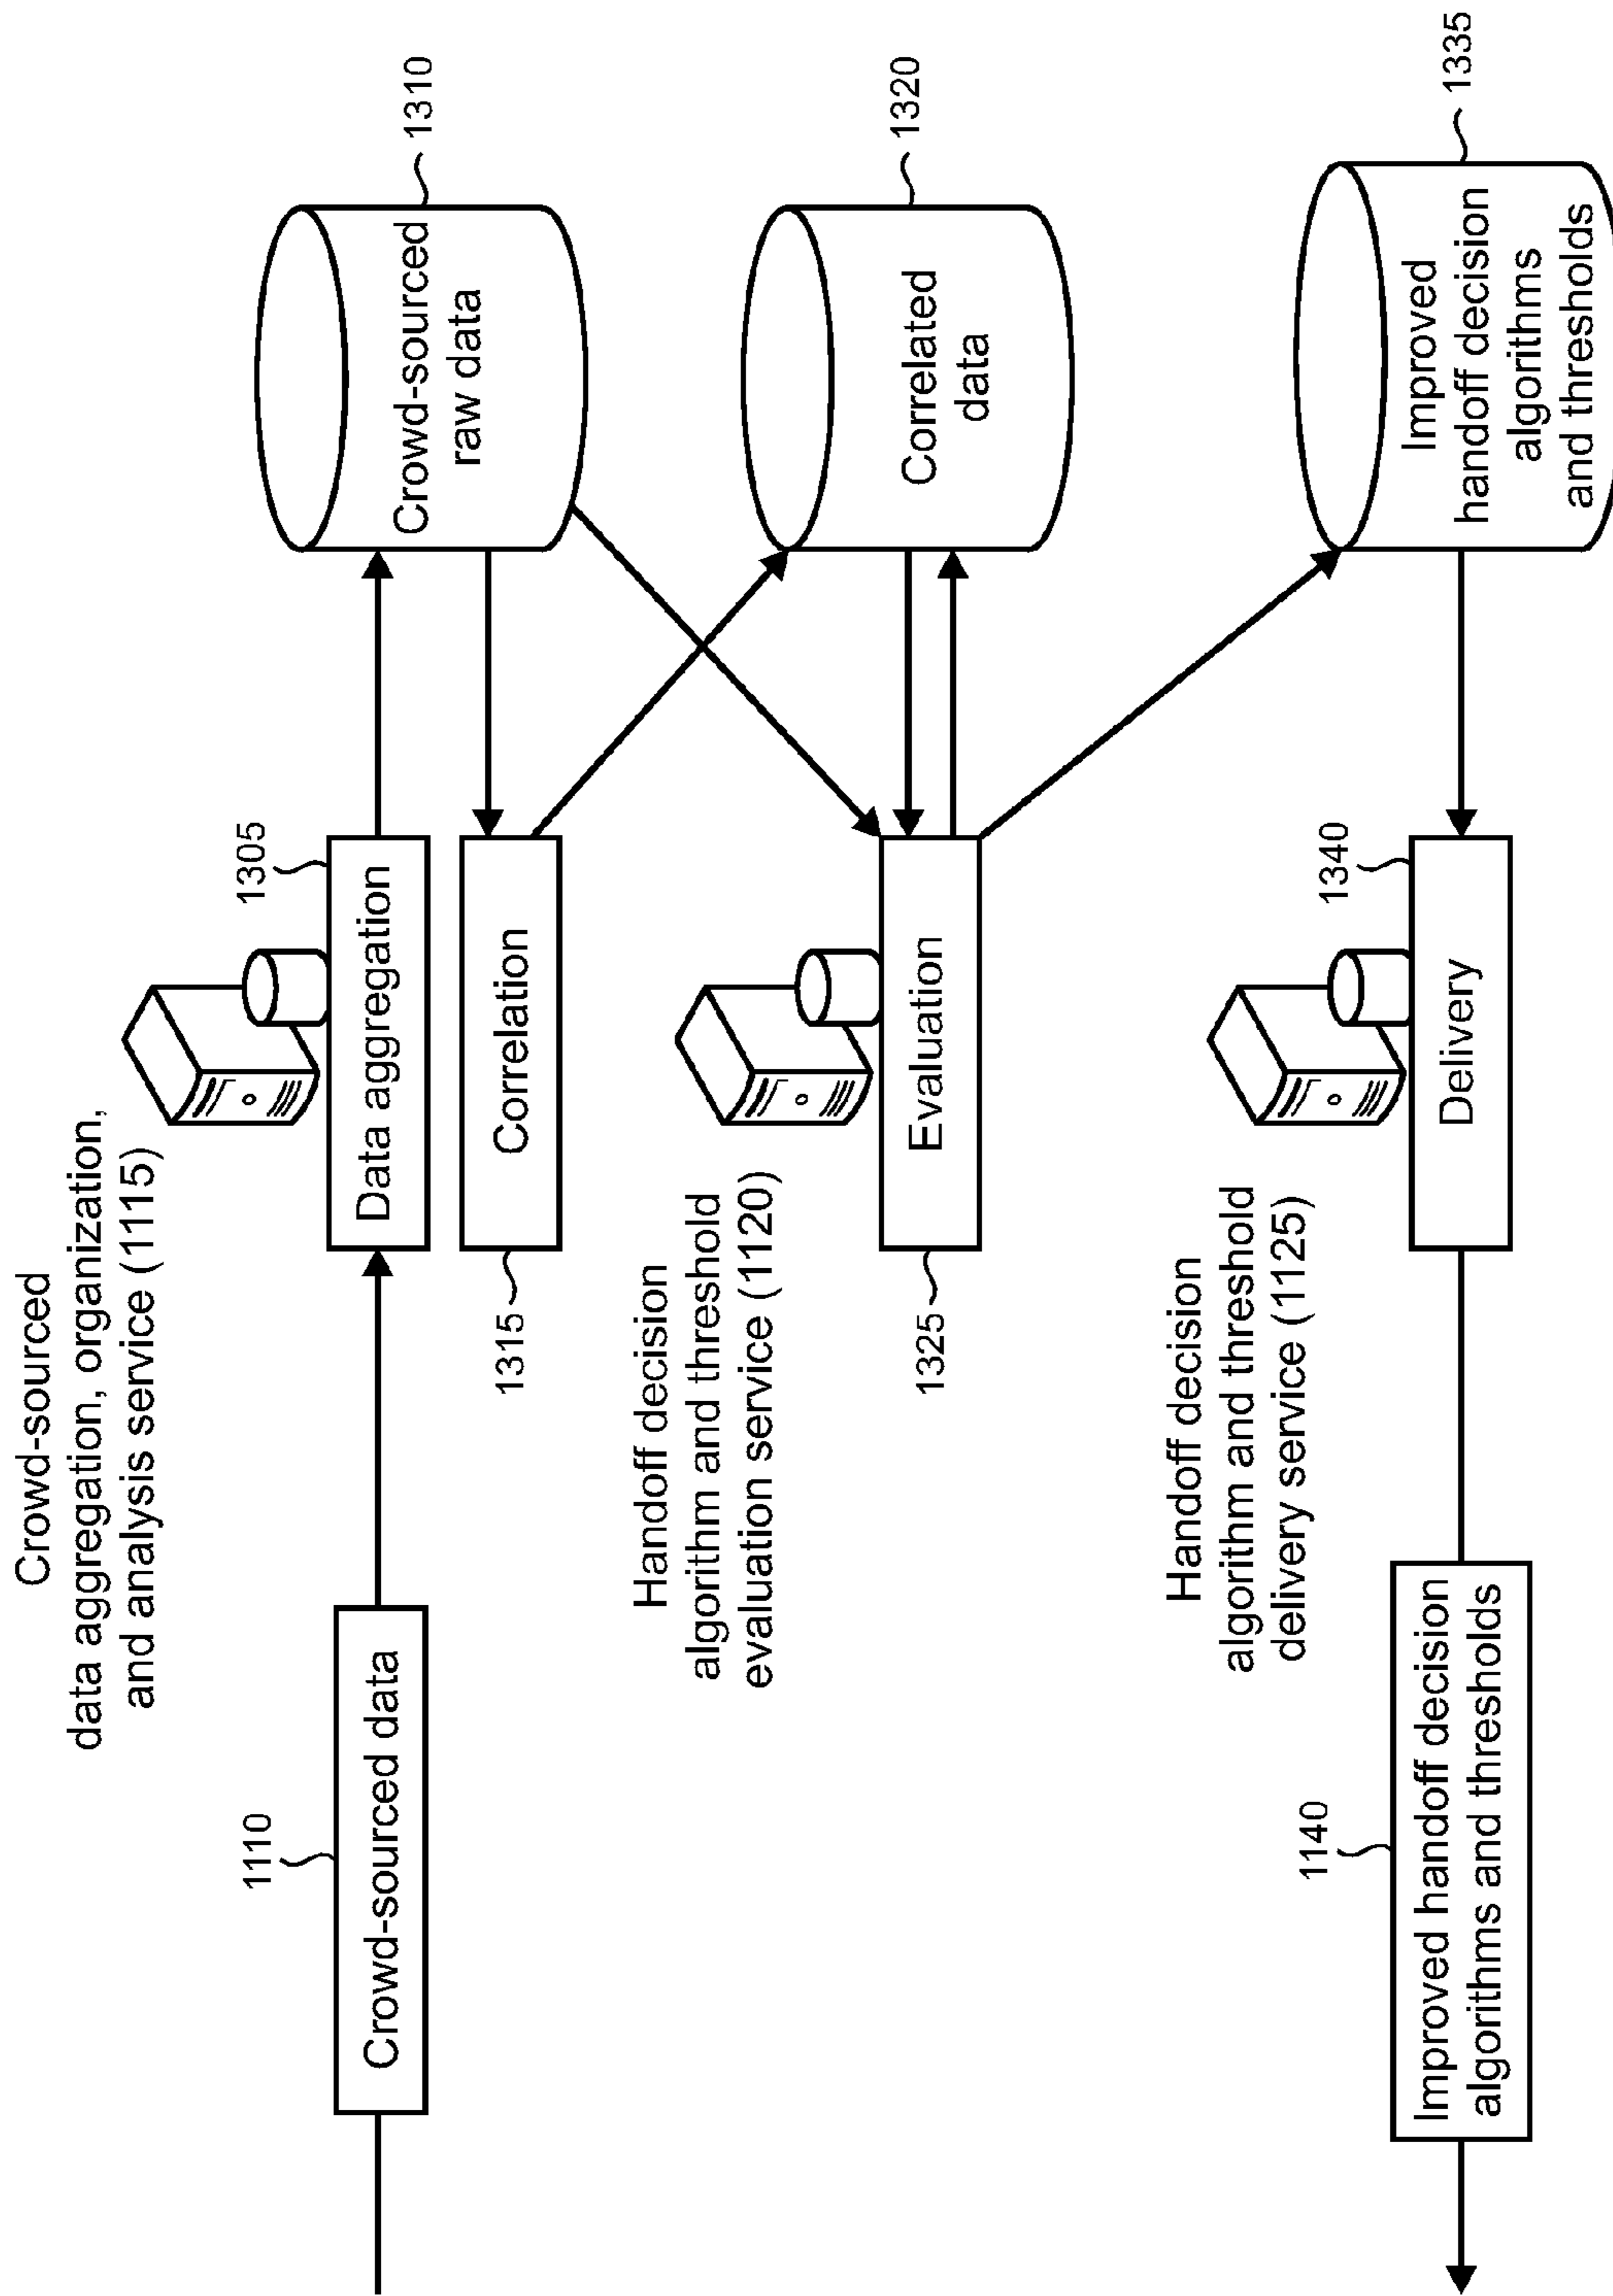 Crowd-sourced
data aggregation, organization,
and analysis service (1115)
1110
Crowd-sourced data
1305
Data aggregation
1310
Crowd-sourced
raw data
1315
Correlation
Handoff decision
algorithm and threshold
evaluation service (1120)
1320
Correlated
data
1325
Evaluation
Handoff decision
algorithm and threshold
delivery service (1125)
1335
Improved
handoff decision
algorithms
and thresholds
1340
Delivery
1140
Improved handoff decision
algorithms and thresholds